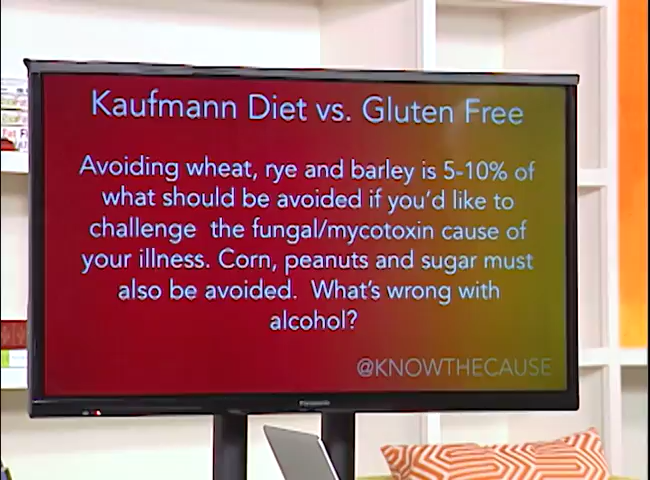 Kaufmann Diet vs. Gluten Free
Avoiding wheat, rye and barley is 5-10% of
what should be avoided if you'd like to
challenge the fungal/mycotoxin cause of
your illness. Corn, peanuts and sugar must
also be avoided. What's wrong with
alcohol?
@KNOWTHECAUSE
Panasonic